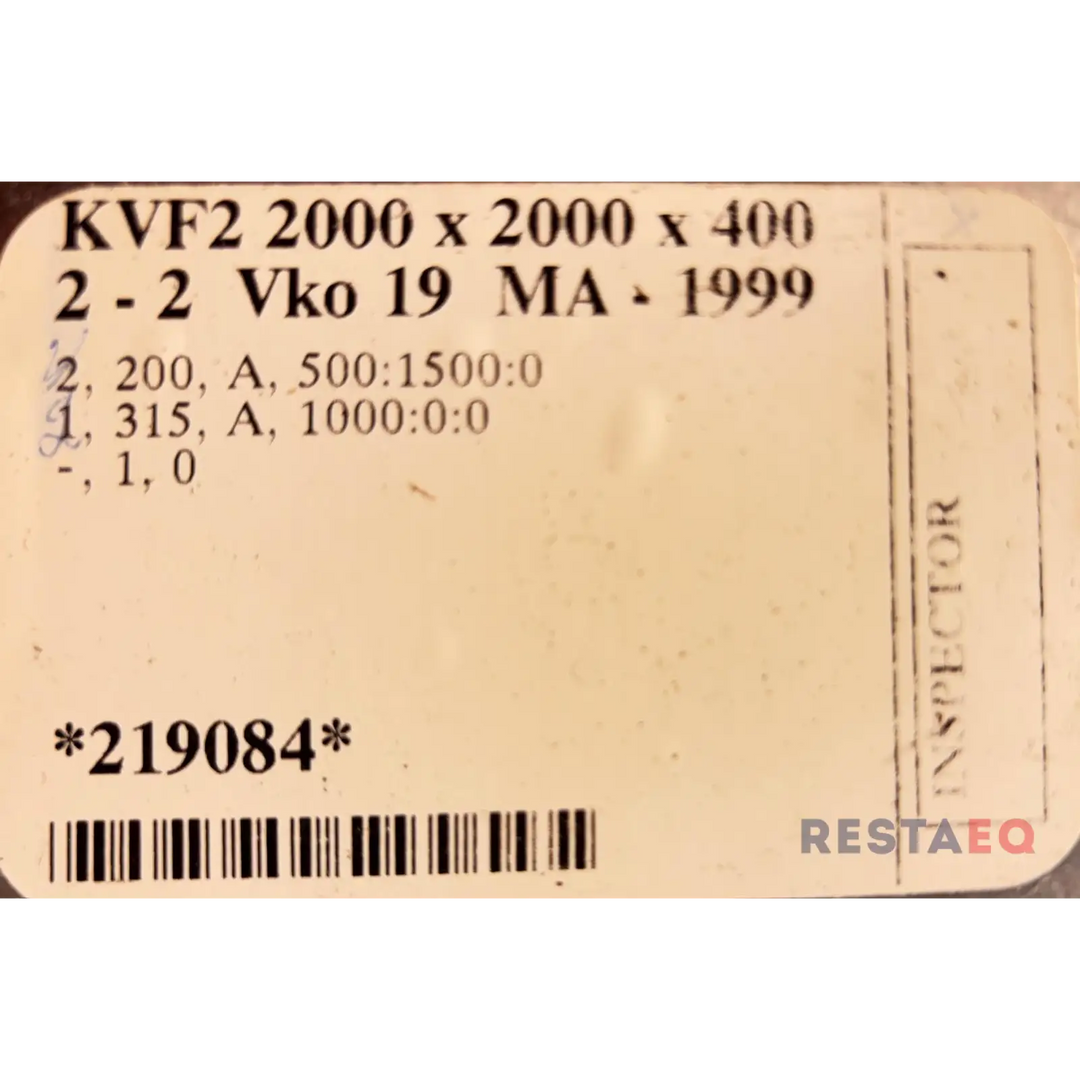 KVF2 2000 x 2000 x 400
2 - 2 Vko 19 MA - 1999
2, 200, A, 500:1500:0
1, 315, A, 1000:0:0
-, 1, 0
*219084*
INSPECTOR
RESTAEQ